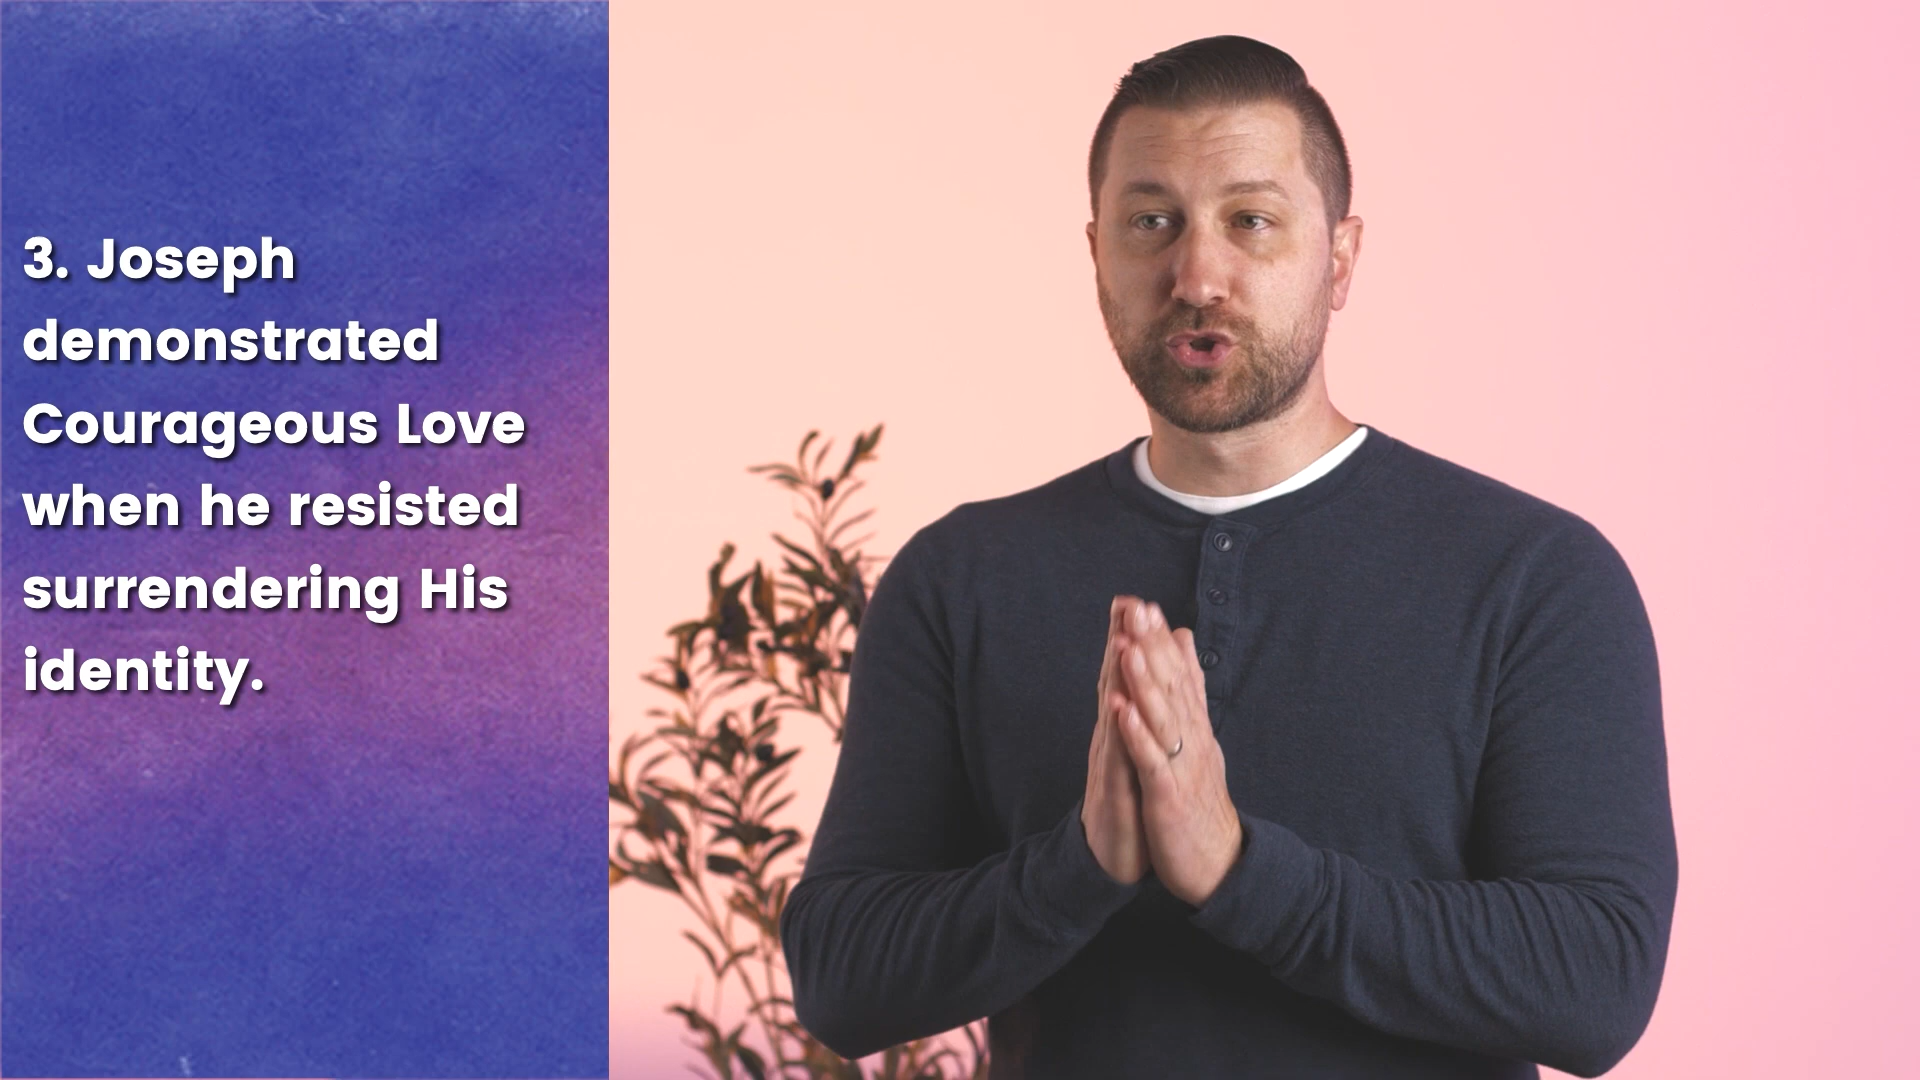 3. Joseph
demonstrated
Courageous Love
when he resisted
surrendering His
identity.